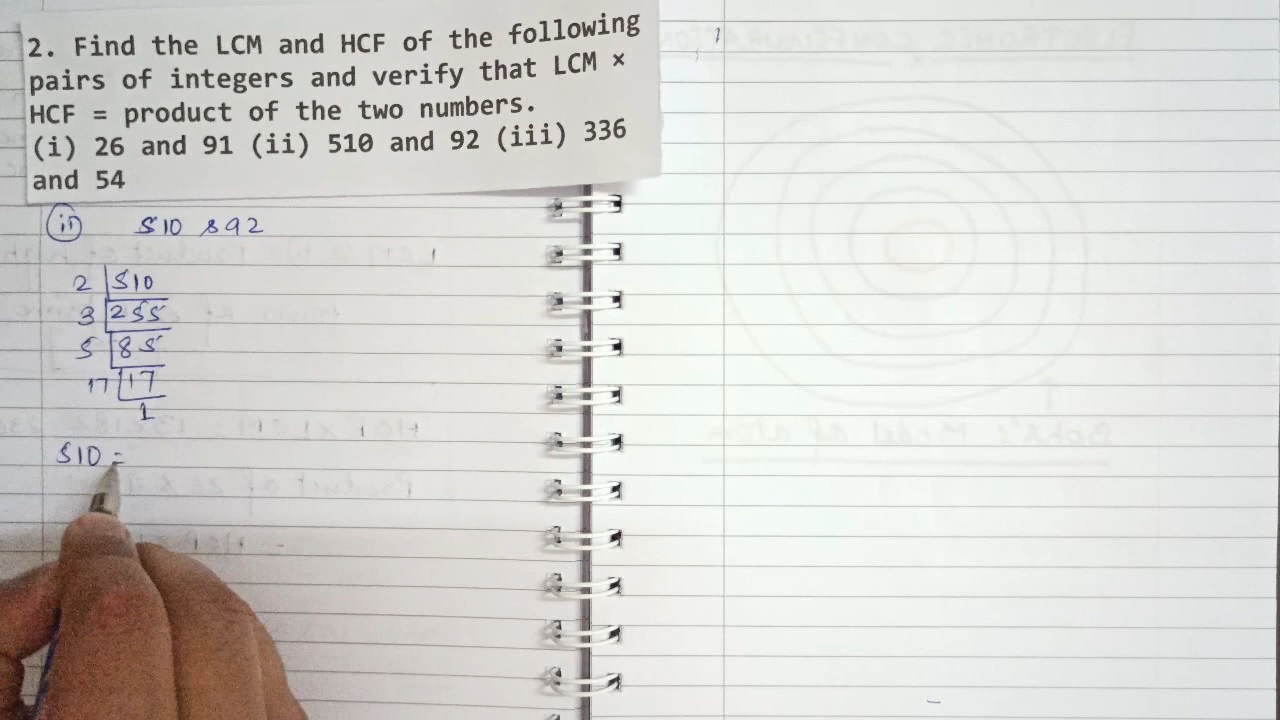 2. Find the LCM and HCF of the following
pairs of integers and verify that LCM ×
HCF = product of the two numbers.
(i) 26 and 91 (ii) 510 and 92 (iii) 336
and 54
(ii) 510 & 92
2 510
3 255
5 85
17 17
1
510 =